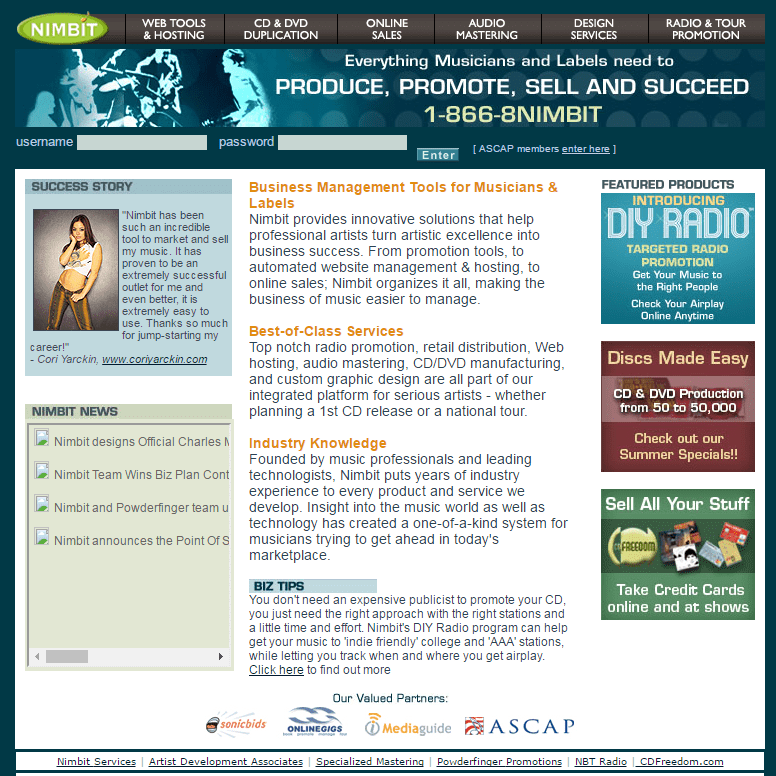 NIMBIT
WEB TOOLS
& HOSTING
CD & DVD
DUPLICATION
ONLINE
SALES
AUDIO
MASTERING
DESIGN
SERVICES
RADIO & TOUR
PROMOTION
Everything Musicians and Labels need to
PRODUCE, PROMOTE, SELL AND SUCCEED
1-866-8NIMBIT
username
password
Enter
[ ASCAP members enter here ]
SUCCESS STORY
"Nimbit has been
such an incredible
tool to market and sell
my music. It has
proven to be an
extremely successful
outlet for me and
even better, it is
extremely easy to
use. Thanks so much
for jump-starting my
career!"
- Cori Yarckin, www.coriyarckin.com
NIMBIT NEWS
Nimbit designs Official Charles M
Nimbit Team Wins Biz Plan Cont
Nimbit and Powderfinger team u
Nimbit announces the Point Of S
Business Management Tools for Musicians &
Labels
Nimbit provides innovative solutions that help
professional artists turn artistic excellence into
business success. From promotion tools, to
automated website management & hosting, to
online sales; Nimbit organizes it all, making the
business of music easier to manage.
Best-of-Class Services
Top notch radio promotion, retail distribution, Web
hosting, audio mastering, CD/DVD manufacturing,
and custom graphic design are all part of our
integrated platform for serious artists - whether
planning a 1st CD release or a national tour.
Industry Knowledge
Founded by music professionals and leading
technologists, Nimbit puts years of industry
experience to every product and service we
develop. Insight into the music world as well as
technology has created a one-of-a-kind system for
musicians trying to get ahead in today's
marketplace.
BIZ TIPS
You don't need an expensive publicist to promote your CD,
you just need the right approach with the right stations and
a little time and effort. Nimbit's DIY Radio program can help
get your music to 'indie friendly' college and 'AAA' stations,
while letting you track when and where you get airplay.
Click here to find out more
FEATURED PRODUCTS
INTRODUCING
DIY RADIO™
TARGETED RADIO
PROMOTION
Get Your Music to
the Right People
Check Your Airplay
Online Anytime
Discs Made Easy
CD & DVD Production
from 50 to 50,000
Check out our
Summer Specials!!
Sell All Your Stuff
FREEDOM
Take Credit Cards
online and at shows
Our Valued Partners:
sonicbids
ONLINEGIGS
Mediaguide
ASCAP
Nimbit Services | Artist Development Associates | Specialized Mastering | Powderfinger Promotions | NBT Radio | CDFreedom.com